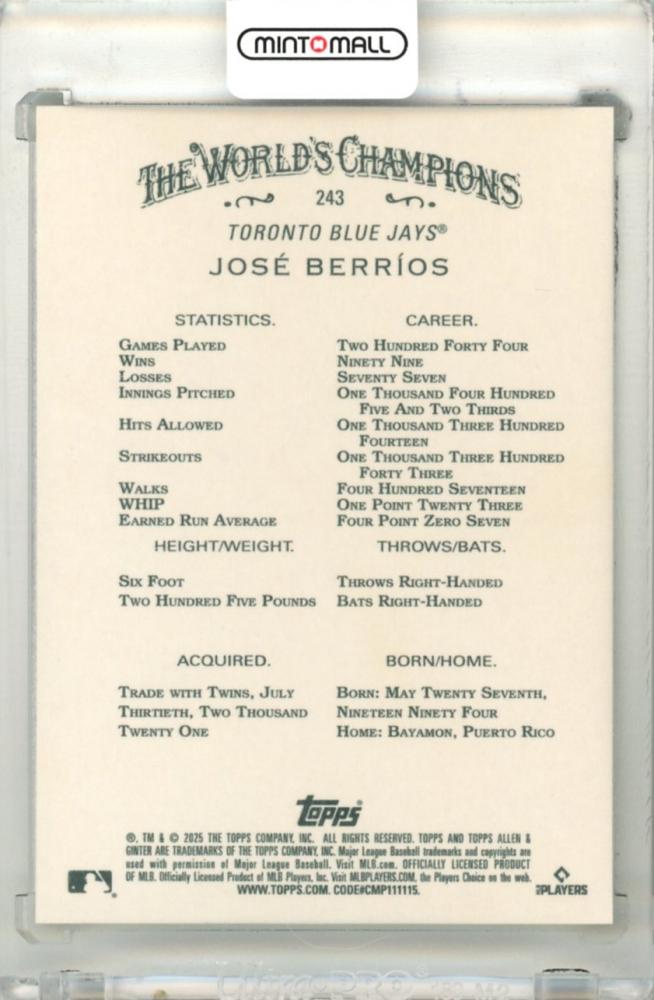 MINTMALL
THE WORLD'S CHAMPIONS
243
TORONTO BLUE JAYS®
JOSÉ BERRÍOS
STATISTICS. CAREER.
GAMES PLAYED TWO HUNDRED FORTY FOUR
WINS NINETY NINE
LOSSES SEVENTY SEVEN
INNINGS PITCHED ONE THOUSAND FOUR HUNDRED
FIVE AND TWO THIRDS
HITS ALLOWED ONE THOUSAND THREE HUNDRED
FOURTEEN
STRIKEOUTS ONE THOUSAND THREE HUNDRED
FORTY THREE
WALKS FOUR HUNDRED SEVENTEEN
WHIP ONE POINT TWENTY THREE
EARNED RUN AVERAGE FOUR POINT ZERO SEVEN
HEIGHT/WEIGHT. THROWS/BATS.
SIX FOOT THROWS RIGHT-HANDED
TWO HUNDRED FIVE POUNDS BATS RIGHT-HANDED
ACQUIRED. BORN/HOME.
TRADE WITH TWINS, JULY BORN: MAY TWENTY SEVENTH,
THIRTIETH, TWO THOUSAND NINETEEN NINETY FOUR
TWENTY ONE HOME: BAYAMON, PUERTO RICO
topps
®, TM & © 2025 THE TOPPS COMPANY, INC. ALL RIGHTS RESERVED. TOPPS AND TOPPS ALLEN &
GINTER ARE TRADEMARKS OF THE TOPPS COMPANY, INC. Major League Baseball trademarks and copyrights are
used with permission of Major League Baseball. Visit MLB.com. OFFICIALLY LICENSED PRODUCT
OF MLB. Officially Licensed Product of MLB Players, Inc. Visit MLBPLAYERS.COM, the Players Choice on the web.
WWW.TOPPS.COM. CODE#CMP111115.
PLAYERS